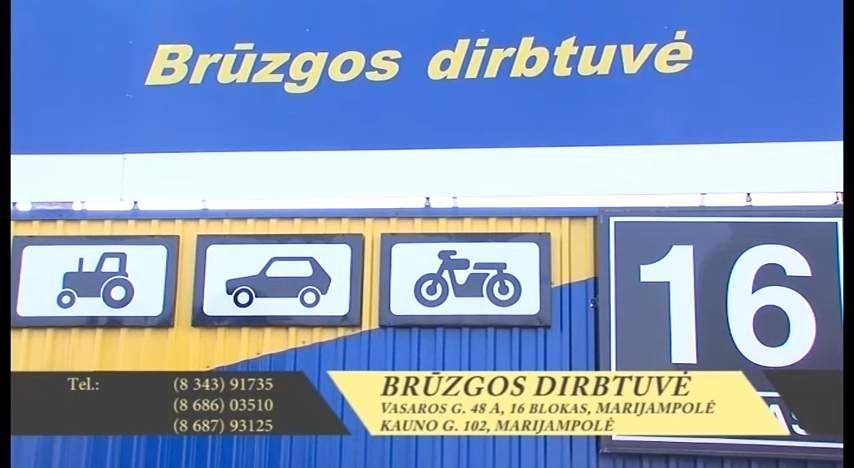 Brūzgos dirbtuvė
16
Tel.: (8 343) 91735
(8 686) 03510
(8 687) 93125
BRŪZGOS DIRBTUVĖ
VASAROS G. 48 A, 16 BLOKAS, MARIJAMPOLĖ
KAUNO G. 102, MARIJAMPOLĖ